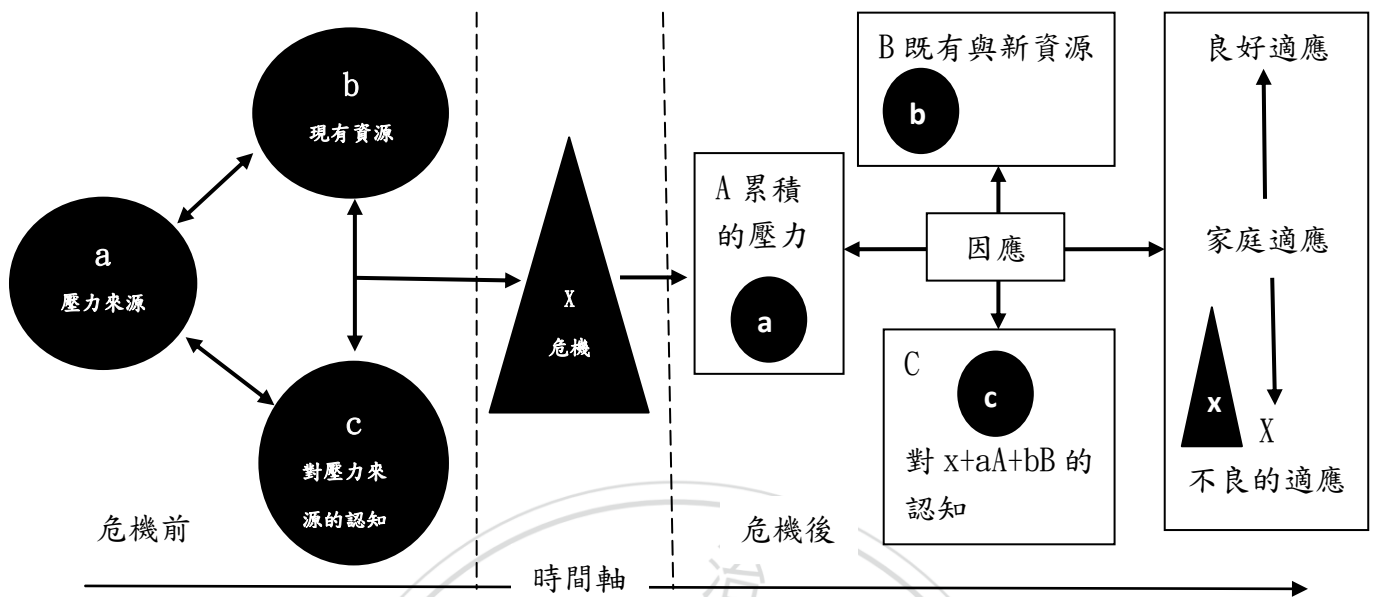 b
現有資源
a
壓力來源
c
對壓力來
源的認知
危機前
X
危機
A 累積
的壓力
a
B 既有與新資源
b
因應
C
c
對 x+aA+bB 的
認知
危機後
良好適應
家庭適應
x
X
不良的適應
時間軸